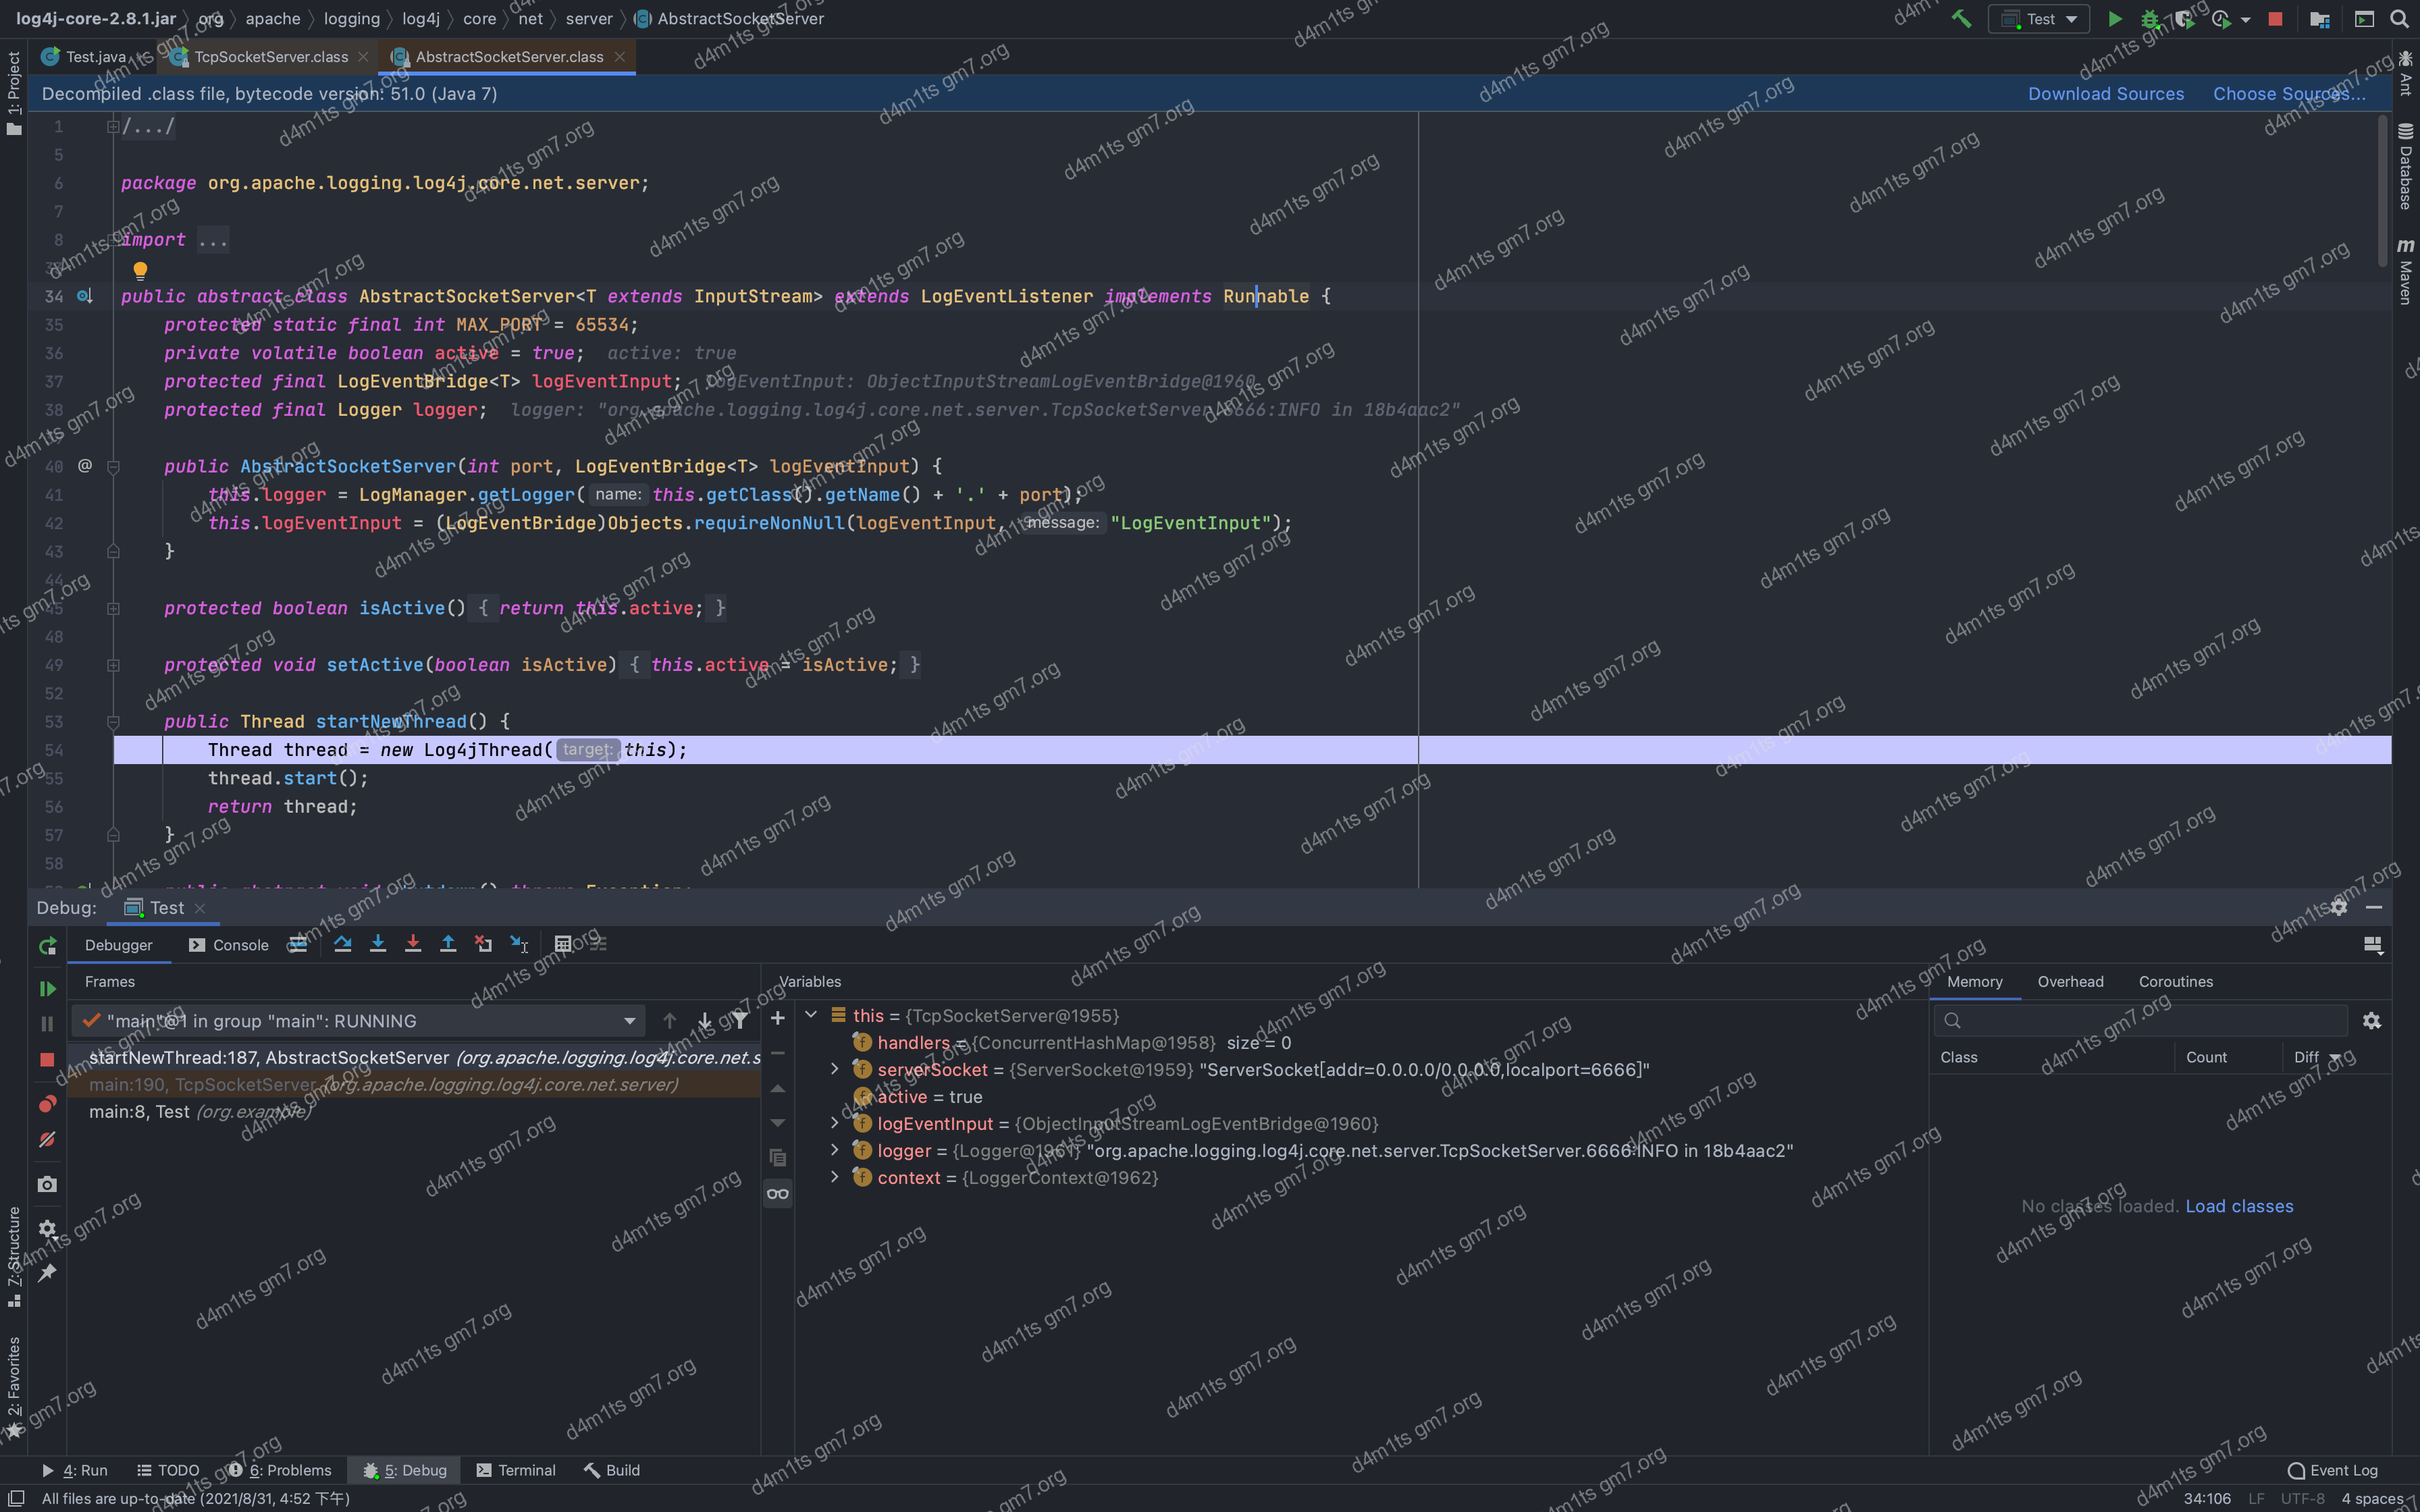 log4j-core-2.8.1.jar org apache logging log4j core net server AbstractSocketServer Test
Test.java TcpSocketServer.class AbstractSocketServer.class
Decompiled .class file, bytecode version: 51.0 (Java 7) Download Sources Choose Sources...
1 /.../
5
6 package org.apache.logging.log4j.core.net.server;
7
8 import ...
34 public abstract class AbstractSocketServer<T extends InputStream> extends LogEventListener implements Runnable {
35 protected static final int MAX_PORT = 65534;
36 private volatile boolean active = true; active: true
37 protected final LogEventBridge<T> logEventInput; logEventInput: ObjectInputStreamLogEventBridge@1960
38 protected final Logger logger; logger: "org.apache.logging.log4j.core.net.server.TcpSocketServer.6666:INFO in 18b4aac2"
40 @ public AbstractSocketServer(int port, LogEventBridge<T> logEventInput) {
41 this.logger = LogManager.getLogger( name: this.getClass().getName() + '.' + port);
42 this.logEventInput = (LogEventBridge)Objects.requireNonNull(logEventInput, message: "LogEventInput");
43 }
44
45 protected boolean isActive() { return this.active; }
48
49 protected void setActive(boolean isActive) { this.active = isActive; }
52
53 public Thread startNewThread() {
54 Thread thread = new Log4jThread( target: this);
55 thread.start();
56 return thread;
57 }
58
Debug: Test
Debugger Console
Frames Variables Memory Overhead Coroutines
"main"@1 in group "main": RUNNING
startNewThread:187, AbstractSocketServer (org.apache.logging.log4j.core.net.s
main:190, TcpSocketServer (org.apache.logging.log4j.core.net.server)
main:8, Test (org.example)
this = {TcpSocketServer@1955}
handlers = {ConcurrentHashMap@1958} size = 0
serverSocket = {ServerSocket@1959} "ServerSocket[addr=0.0.0.0/0.0.0.0,localport=6666]"
active = true
logEventInput = {ObjectInputStreamLogEventBridge@1960}
logger = {Logger@1961} "org.apache.logging.log4j.core.net.server.TcpSocketServer.6666:INFO in 18b4aac2"
context = {LoggerContext@1962}
Class Count Diff
No classes loaded. Load classes
1: Project
7: Structure
2: Favorites
Ant
Database
m Maven
4: Run TODO 6: Problems 5: Debug Terminal Build Event Log
All files are up-to-date (2021/8/31, 4:52 下午) 34:106 LF UTF-8 4 spaces
d4m1ts gm7.org